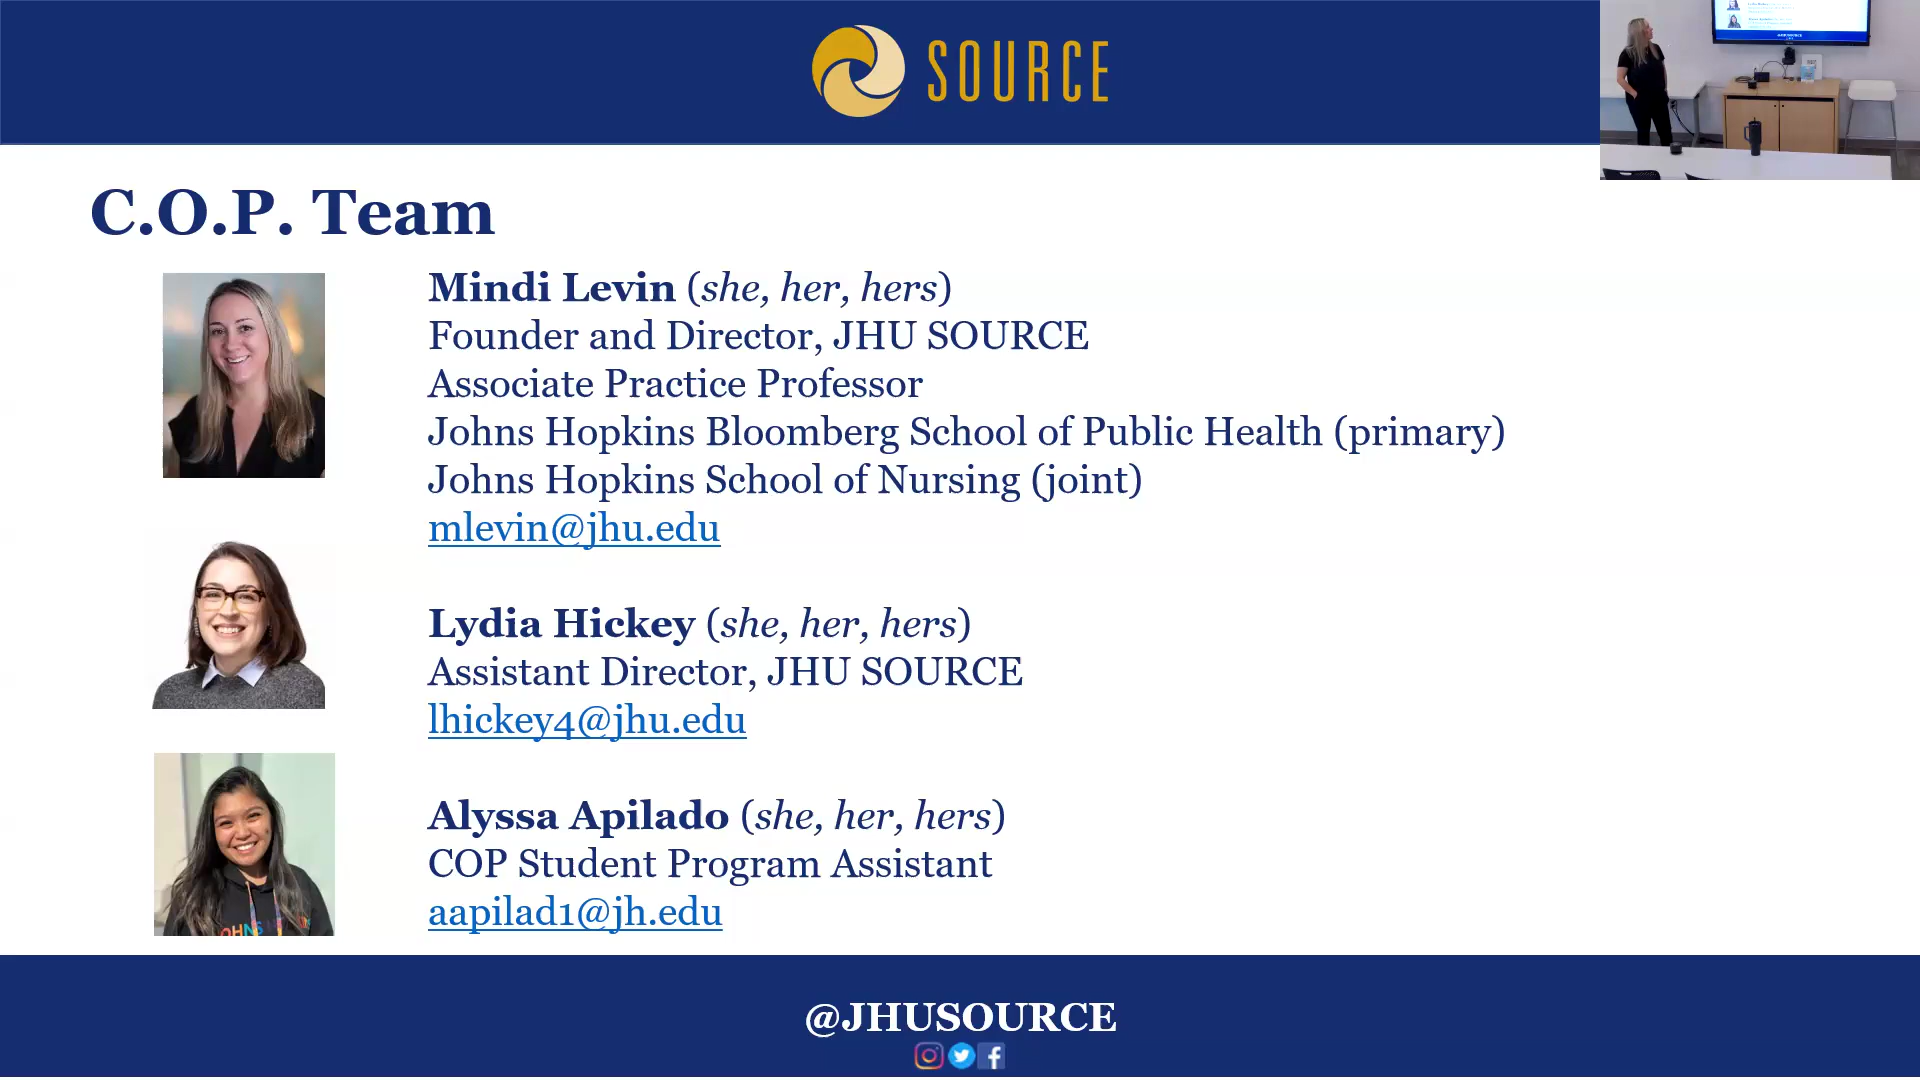 SOURCE
C.O.P. Team
Mindi Levin (she, her, hers)
Founder and Director, JHU SOURCE
Associate Practice Professor
Johns Hopkins Bloomberg School of Public Health (primary)
Johns Hopkins School of Nursing (joint)
mlevin@jhu.edu
Lydia Hickey (she, her, hers)
Assistant Director, JHU SOURCE
lhickey4@jhu.edu
Alyssa Apilado (she, her, hers)
COP Student Program Assistant
aapilad1@jh.edu
@JHUSOURCE